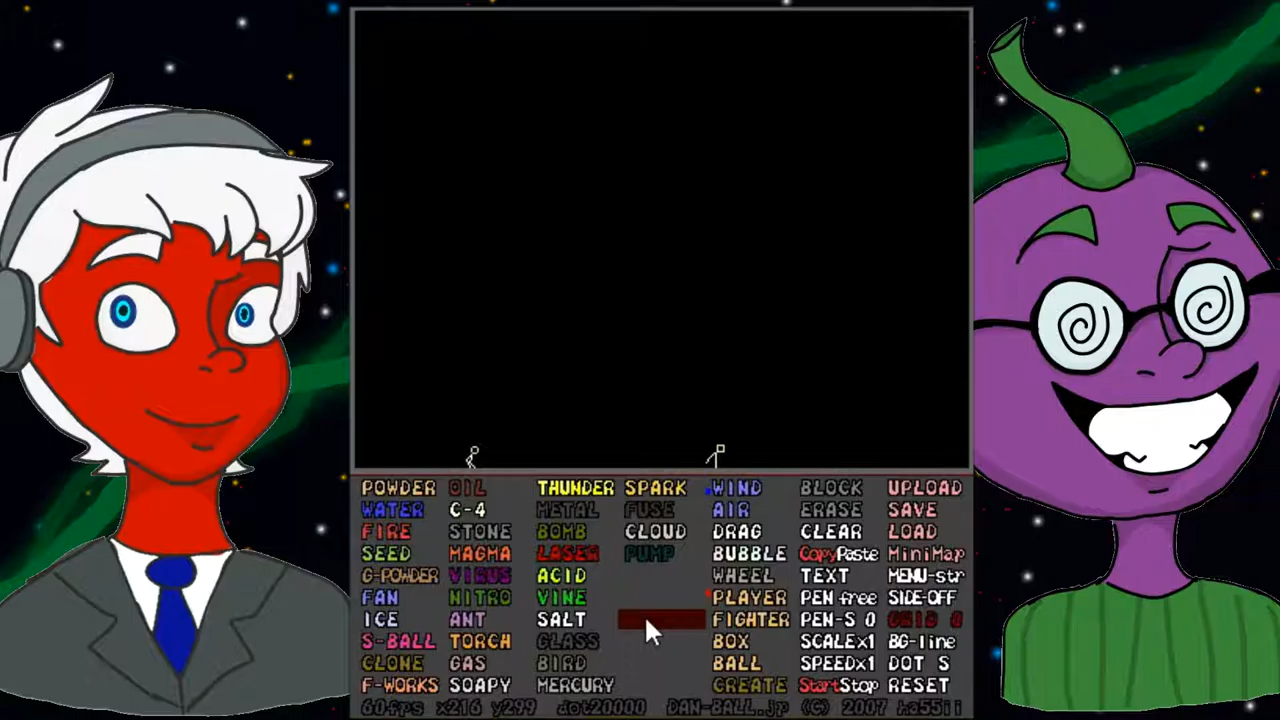 POWDER OIL THUNDER SPARK WIND BLOCK UPLOAD
WATER C-4 METAL FUSE AIR ERASE SAVE
FIRE STONE BOMB CLOUD DRAG CLEAR LOAD
SEED MAGMA LASER PUMP BUBBLE CopyPaste MiniMap
G-POWDER VIRUS ACID WHEEL TEXT MENU-str
FAN NITRO VINE PLAYER PEN free SIDE-OFF
ICE ANT SALT FIGHTER PEN-S 0 GRID 0
S-BALL TORCH GLASS BOX SCALEx1 BG-line
CLONE GAS BIRD BALL SPEEDx1 DOT S
F-WORKS SOAPY MERCURY CREATE StartStop RESET
60fps x216 y299 dot20000 DAN-BALL.jp (C) 2007 ha55ii